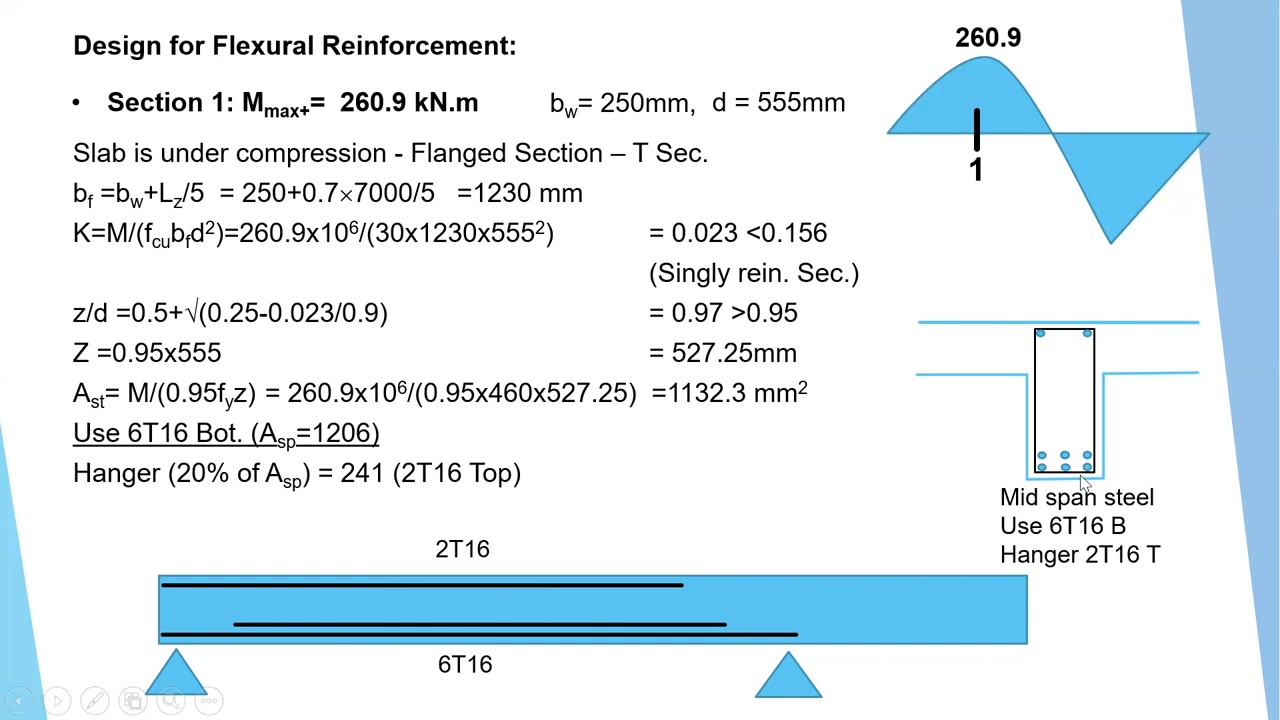 Design for Flexural Reinforcement:
260.9
• Section 1: Mmax+= 260.9 kN.m bw= 250mm, d = 555mm
Slab is under compression - Flanged Section – T Sec.
1
bf =bw+Lz/5 = 250+0.7×7000/5 =1230 mm
K=M/(fcubfd²)=260.9x10⁶/(30x1230x555²) = 0.023 <0.156
(Singly rein. Sec.)
z/d =0.5+√(0.25-0.023/0.9) = 0.97 >0.95
Z =0.95x555 = 527.25mm
Ast= M/(0.95fyz) = 260.9x10⁶/(0.95x460x527.25) =1132.3 mm²
Use 6T16 Bot. (Asp=1206)
Hanger (20% of Asp) = 241 (2T16 Top)
Mid span steel
Use 6T16 B
Hanger 2T16 T
2T16
6T16